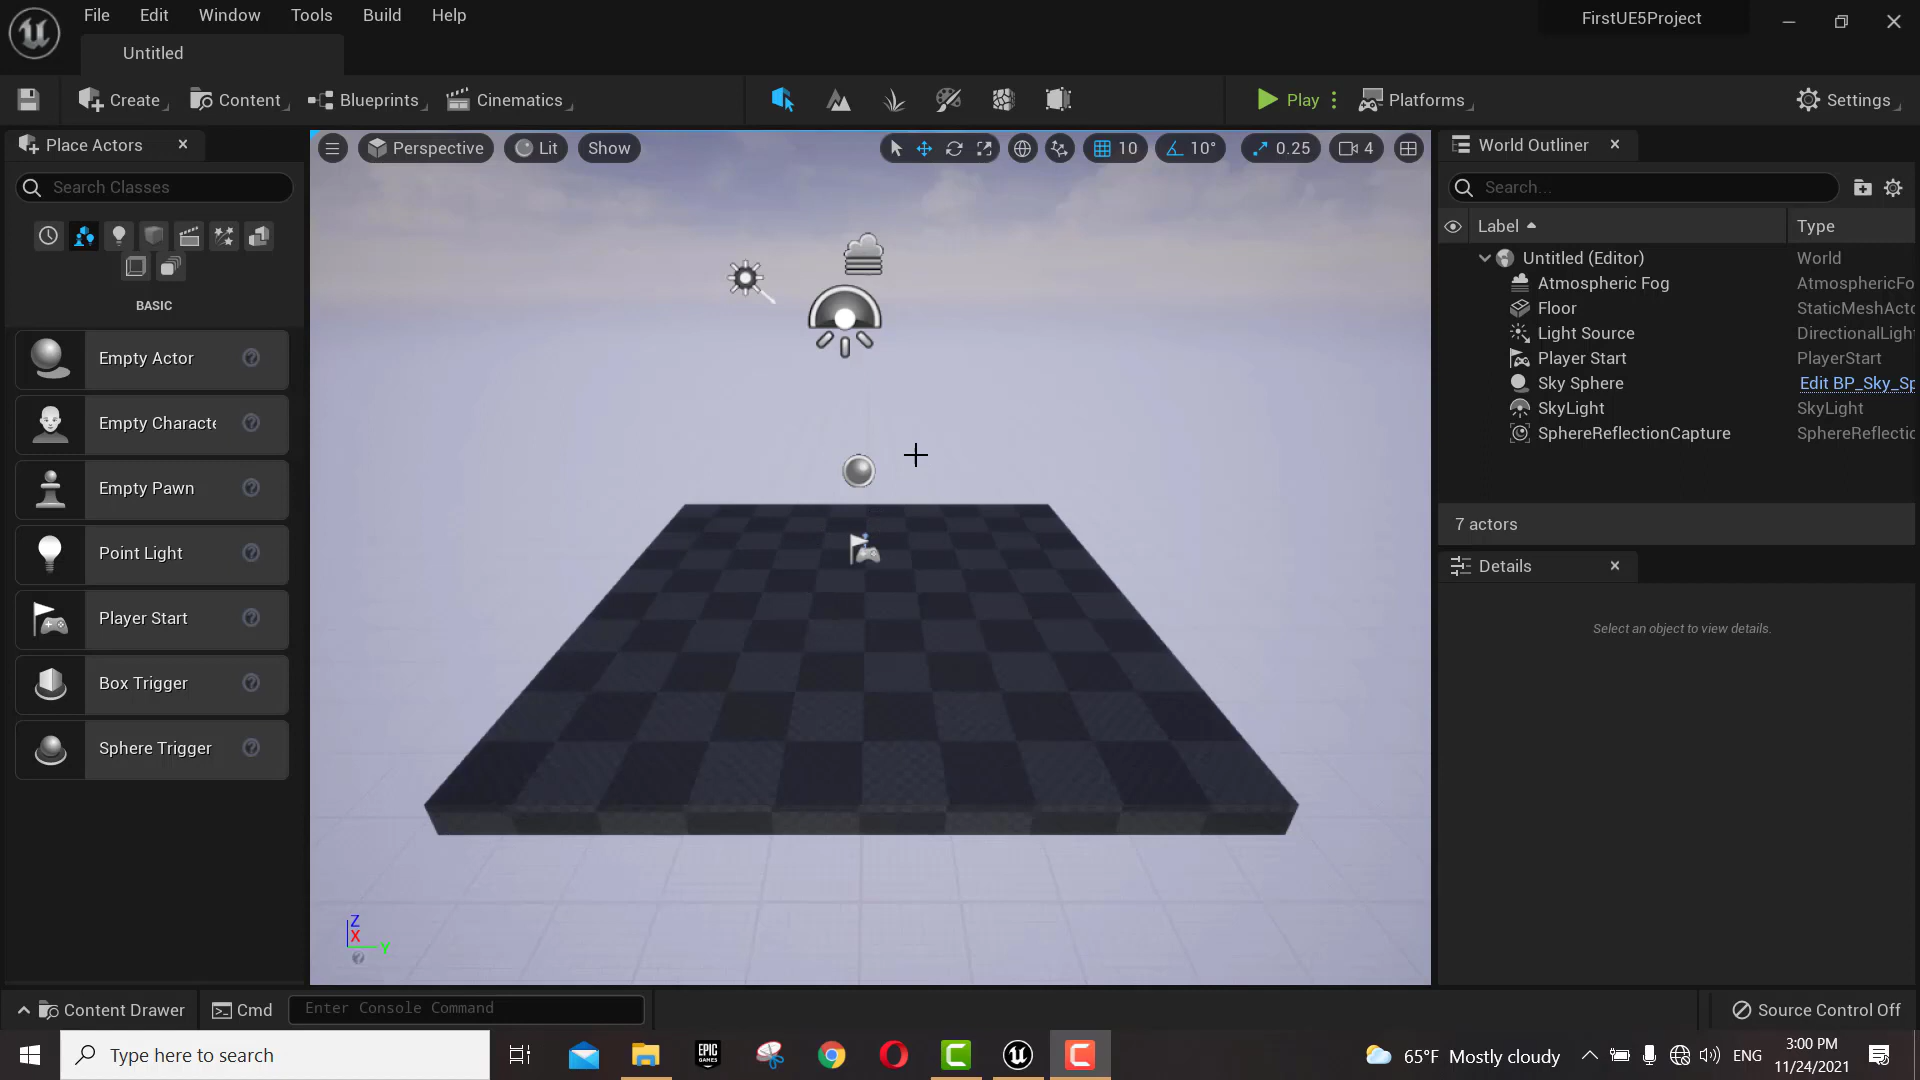 File Edit Window Tools Build Help
FirstUE5Project
Untitled
Create Content Blueprints Cinematics
Play Platforms Settings
Place Actors
Search Classes
BASIC
Empty Actor
Empty Characte
Empty Pawn
Point Light
Player Start
Box Trigger
Sphere Trigger
Perspective Lit Show
10 10° 0.25 4
Z
X
Y
World Outliner
Search...
Label Type
Untitled (Editor) World
Atmospheric Fog AtmosphericFo
Floor StaticMeshActo
Light Source DirectionalLigh
Player Start PlayerStart
Sky Sphere Edit BP_Sky_Sp
SkyLight SkyLight
SphereReflectionCapture SphereReflectic
7 actors
Details
Select an object to view details.
Content Drawer Cmd Enter Console Command
Source Control Off
Type here to search
EPIC GAMES
65°F Mostly cloudy
ENG
3:00 PM
11/24/2021